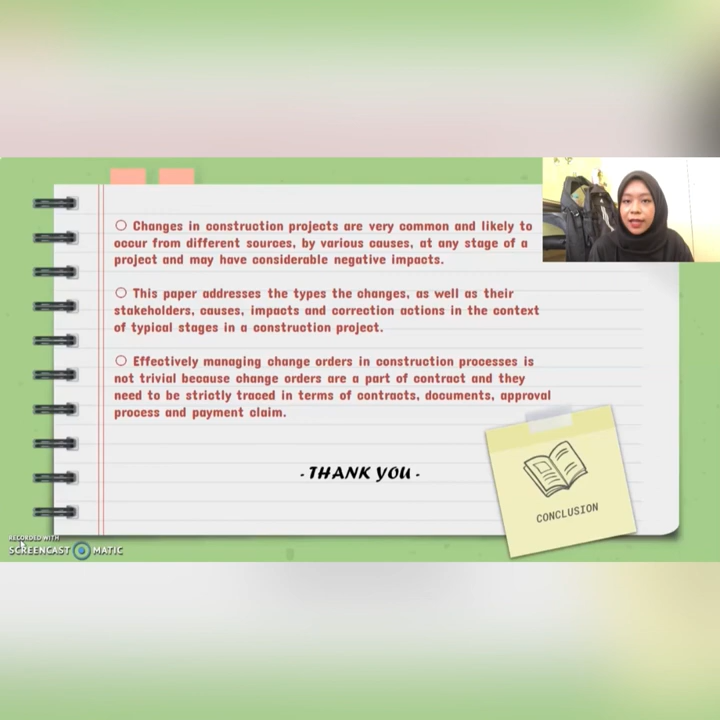 Changes in construction projects are very common and likely to
occur from different sources, by various causes, at any stage of a
project and may have considerable negative impacts.
This paper addresses the types the changes, as well as their
stakeholders, causes, impacts and correction actions in the context
of typical stages in a construction project.
Effectively managing change orders in construction processes is
not trivial because change orders are a part of contract and they
need to be strictly traced in terms of contracts, documents, approval
process and payment claim.
- THANK YOU -
CONCLUSION
RECORDED WITH
SCREENCAST MATIC